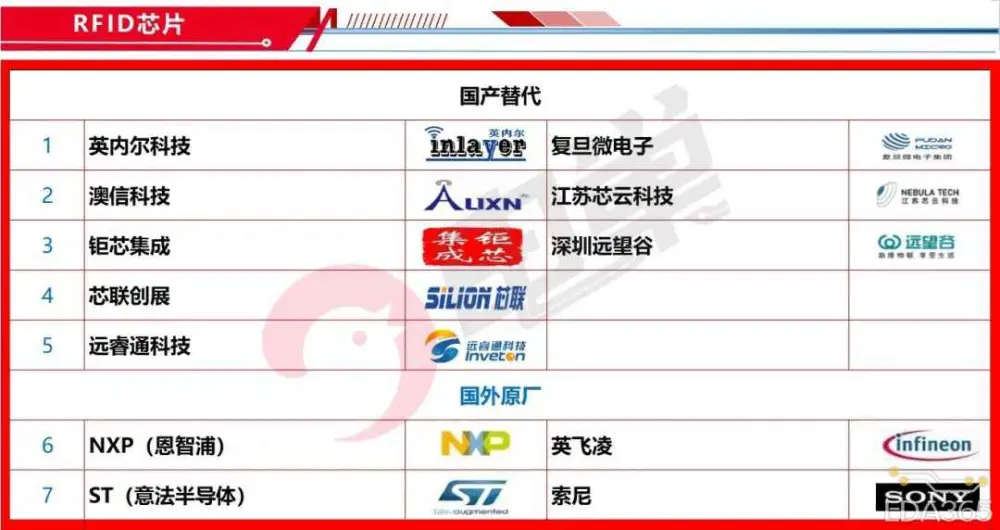 RFID芯片
国产替代
1 英内尔科技 英内尔 inlayer 复旦微电子 FUDAN MICRO 复旦微电子集团
2 澳信科技 AUXN 江苏芯云科技 NEBULA TECH 江苏芯云科技
3 钜芯集成 集钜成芯 深圳远望谷 远望谷
4 芯联创展 SILION 芯联
5 远睿通科技 远睿通科技 Inveton
国外原厂
6 NXP（恩智浦） NXP 英飞凌 infineon
7 ST（意法半导体） ST life.augmented 索尼 SONY
EDA365